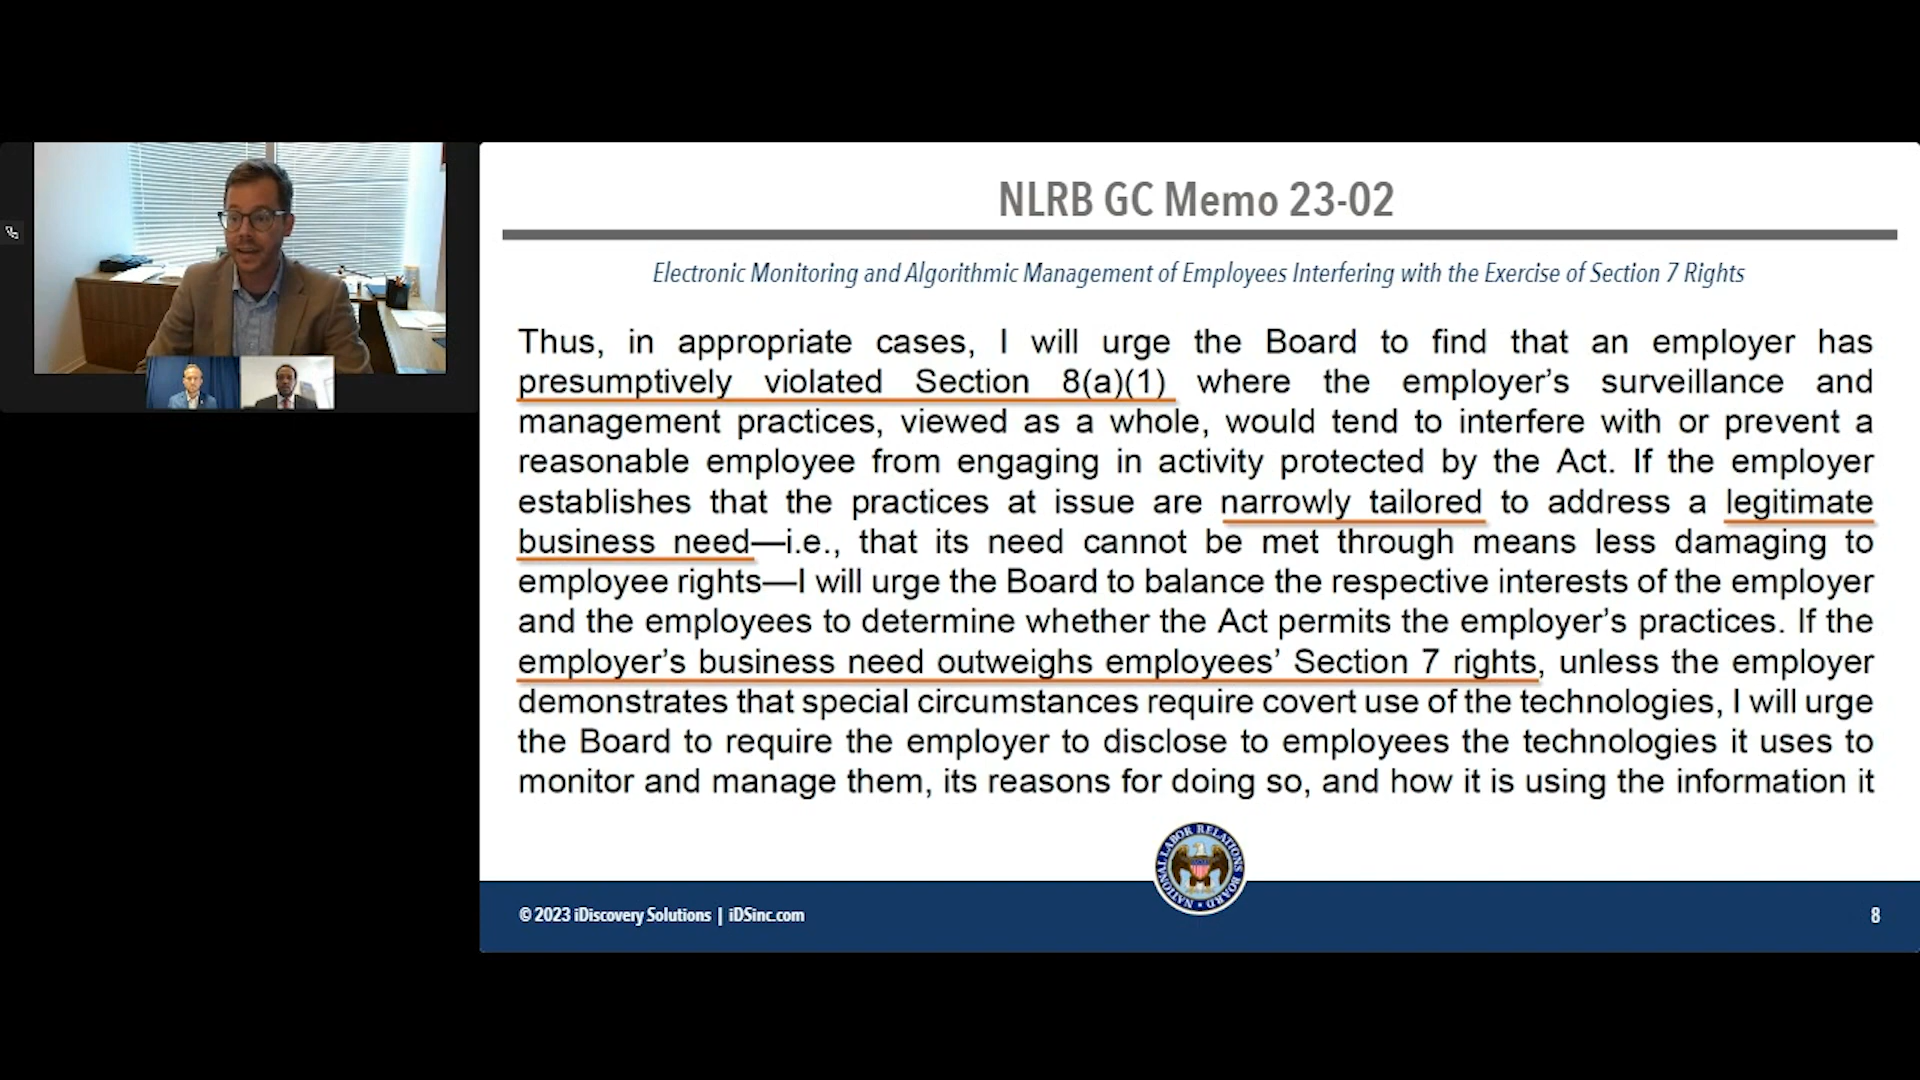 NLRB GC Memo 23-02
Electronic Monitoring and Algorithmic Management of Employees Interfering with the Exercise of Section 7 Rights
Thus, in appropriate cases, I will urge the Board to find that an employer has
presumptively violated Section 8(a)(1) where the employer’s surveillance and
management practices, viewed as a whole, would tend to interfere with or prevent a
reasonable employee from engaging in activity protected by the Act. If the employer
establishes that the practices at issue are narrowly tailored to address a legitimate
business need—i.e., that its need cannot be met through means less damaging to
employee rights—I will urge the Board to balance the respective interests of the employer
and the employees to determine whether the Act permits the employer’s practices. If the
employer’s business need outweighs employees’ Section 7 rights, unless the employer
demonstrates that special circumstances require covert use of the technologies, I will urge
the Board to require the employer to disclose to employees the technologies it uses to
monitor and manage them, its reasons for doing so, and how it is using the information it
NATIONAL LABOR RELATIONS BOARD
© 2023 iDiscovery Solutions | iDSinc.com
8